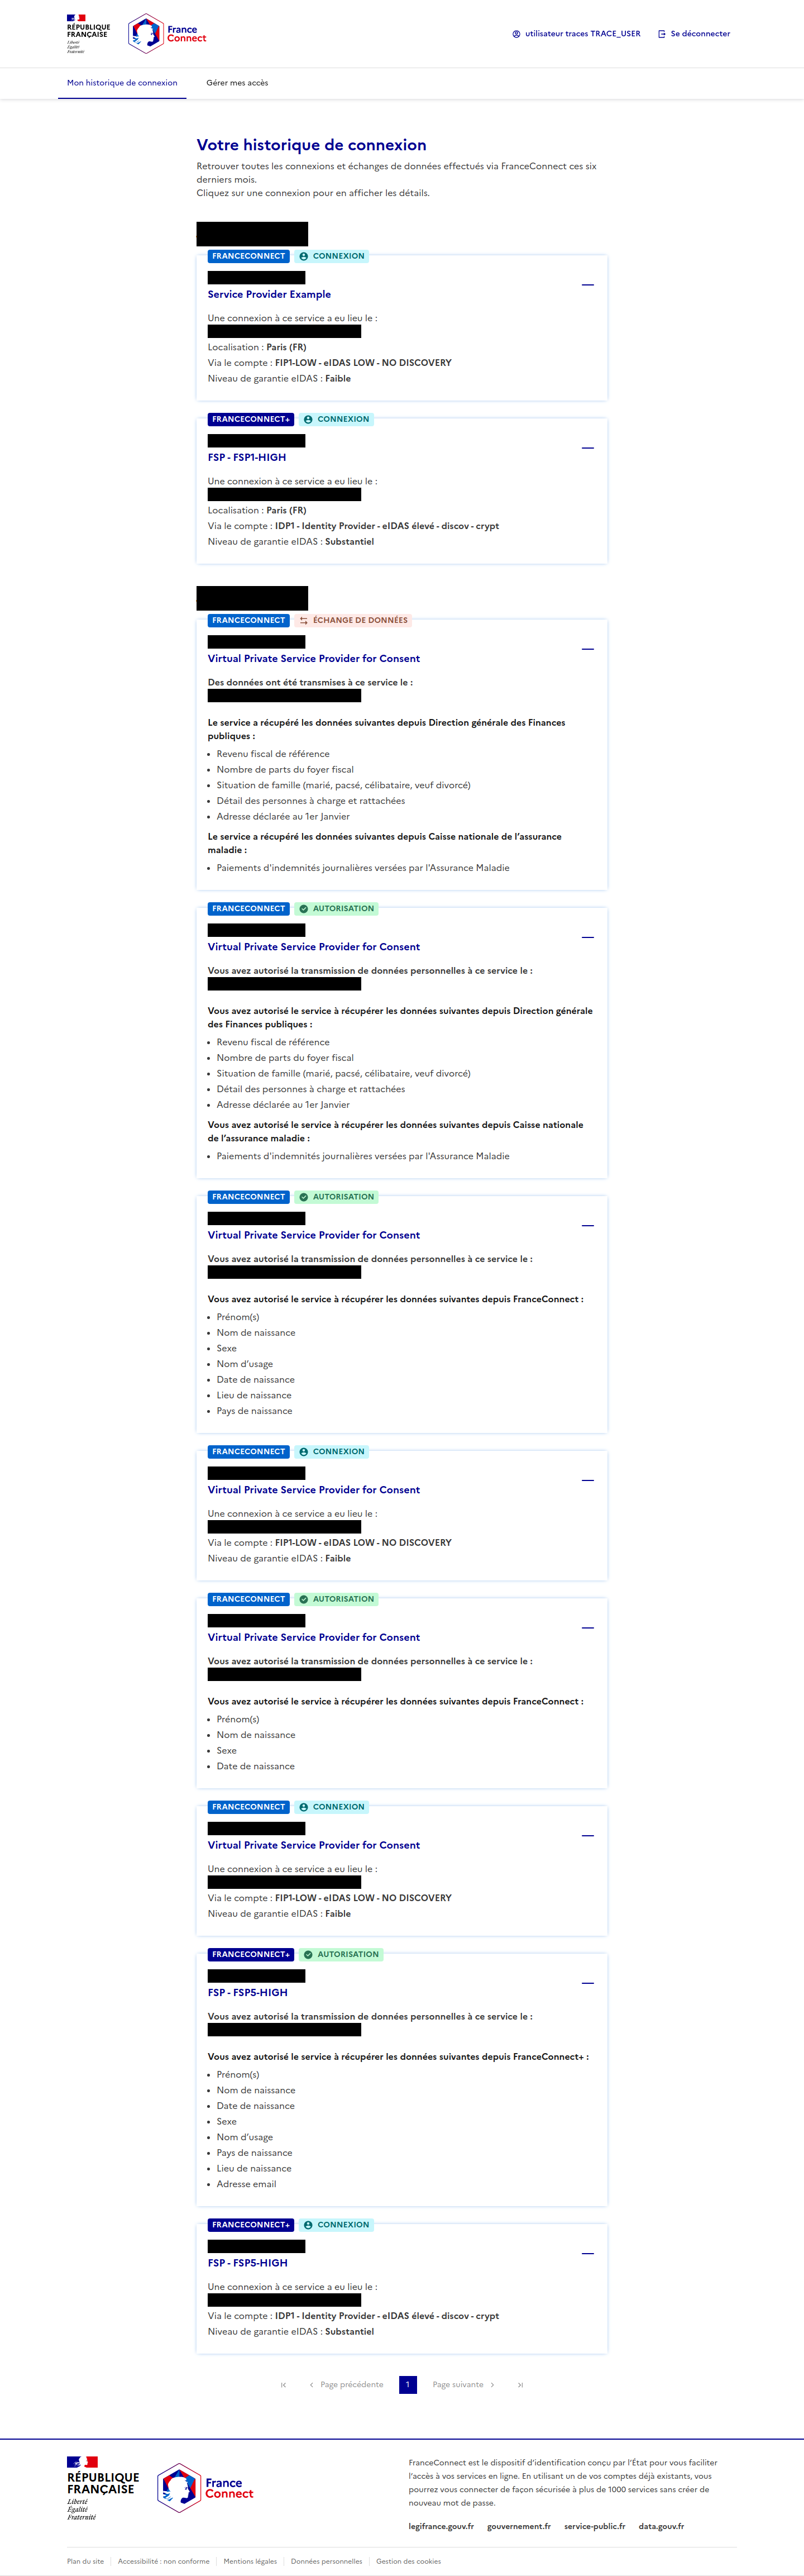 RÉPUBLIQUE
FRANÇAISE
Liberté
Égalité
Fraternité
France
Connect
utilisateur traces TRACE_USER
Se déconnecter
Mon historique de connexion
Gérer mes accès
Votre historique de connexion
Retrouver toutes les connexions et échanges de données effectués via FranceConnect ces six
derniers mois.
Cliquez sur une connexion pour en afficher les détails.
FRANCECONNECT
CONNEXION
Service Provider Example
Une connexion à ce service a eu lieu le :
Localisation : Paris (FR)
Via le compte : FIP1-LOW - eIDAS LOW - NO DISCOVERY
Niveau de garantie eIDAS : Faible
FRANCECONNECT+
CONNEXION
FSP - FSP1-HIGH
Une connexion à ce service a eu lieu le :
Localisation : Paris (FR)
Via le compte : IDP1 - Identity Provider - eIDAS élevé - discov - crypt
Niveau de garantie eIDAS : Substantiel
FRANCECONNECT
ÉCHANGE DE DONNÉES
Virtual Private Service Provider for Consent
Des données ont été transmises à ce service le :
Le service a récupéré les données suivantes depuis Direction générale des Finances
publiques :
Revenu fiscal de référence
Nombre de parts du foyer fiscal
Situation de famille (marié, pacsé, célibataire, veuf divorcé)
Détail des personnes à charge et rattachées
Adresse déclarée au 1er Janvier
Le service a récupéré les données suivantes depuis Caisse nationale de l'assurance
maladie :
Paiements d'indemnités journalières versées par l'Assurance Maladie
FRANCECONNECT
AUTORISATION
Virtual Private Service Provider for Consent
Vous avez autorisé la transmission de données personnelles à ce service le :
Vous avez autorisé le service à récupérer les données suivantes depuis Direction générale
des Finances publiques :
Revenu fiscal de référence
Nombre de parts du foyer fiscal
Situation de famille (marié, pacsé, célibataire, veuf divorcé)
Détail des personnes à charge et rattachées
Adresse déclarée au 1er Janvier
Vous avez autorisé le service à récupérer les données suivantes depuis Caisse nationale
de l'assurance maladie :
Paiements d'indemnités journalières versées par l'Assurance Maladie
FRANCECONNECT
AUTORISATION
Virtual Private Service Provider for Consent
Vous avez autorisé la transmission de données personnelles à ce service le :
Vous avez autorisé le service à récupérer les données suivantes depuis FranceConnect :
Prénom(s)
Nom de naissance
Sexe
Nom d'usage
Date de naissance
Lieu de naissance
Pays de naissance
FRANCECONNECT
CONNEXION
Virtual Private Service Provider for Consent
Une connexion à ce service a eu lieu le :
Via le compte : FIP1-LOW - eIDAS LOW - NO DISCOVERY
Niveau de garantie eIDAS : Faible
FRANCECONNECT
AUTORISATION
Virtual Private Service Provider for Consent
Vous avez autorisé la transmission de données personnelles à ce service le :
Vous avez autorisé le service à récupérer les données suivantes depuis FranceConnect :
Prénom(s)
Nom de naissance
Sexe
Date de naissance
FRANCECONNECT
CONNEXION
Virtual Private Service Provider for Consent
Une connexion à ce service a eu lieu le :
Via le compte : FIP1-LOW - eIDAS LOW - NO DISCOVERY
Niveau de garantie eIDAS : Faible
FRANCECONNECT+
AUTORISATION
FSP - FSP5-HIGH
Vous avez autorisé la transmission de données personnelles à ce service le :
Vous avez autorisé le service à récupérer les données suivantes depuis FranceConnect+ :
Prénom(s)
Nom de naissance
Date de naissance
Sexe
Nom d'usage
Pays de naissance
Lieu de naissance
Adresse email
FRANCECONNECT+
CONNEXION
FSP - FSP5-HIGH
Une connexion à ce service a eu lieu le :
Via le compte : IDP1 - Identity Provider - eIDAS élevé - discov - crypt
Niveau de garantie eIDAS : Substantiel
Page précédente
1
Page suivante
RÉPUBLIQUE
FRANÇAISE
Liberté
Égalité
Fraternité
France
Connect
FranceConnect est le dispositif d'identification conçu par l'État pour vous faciliter
l'accès à vos services en ligne. En utilisant un de vos comptes déjà existants, vous
pourrez vous connecter de façon sécurisée à plus de 1000 services sans créer de
nouveau mot de passe.
legifrance.gouv.fr
gouvernement.fr
service-public.fr
data.gouv.fr
Plan du site
Accessibilité : non conforme
Mentions légales
Données personnelles
Gestion des cookies